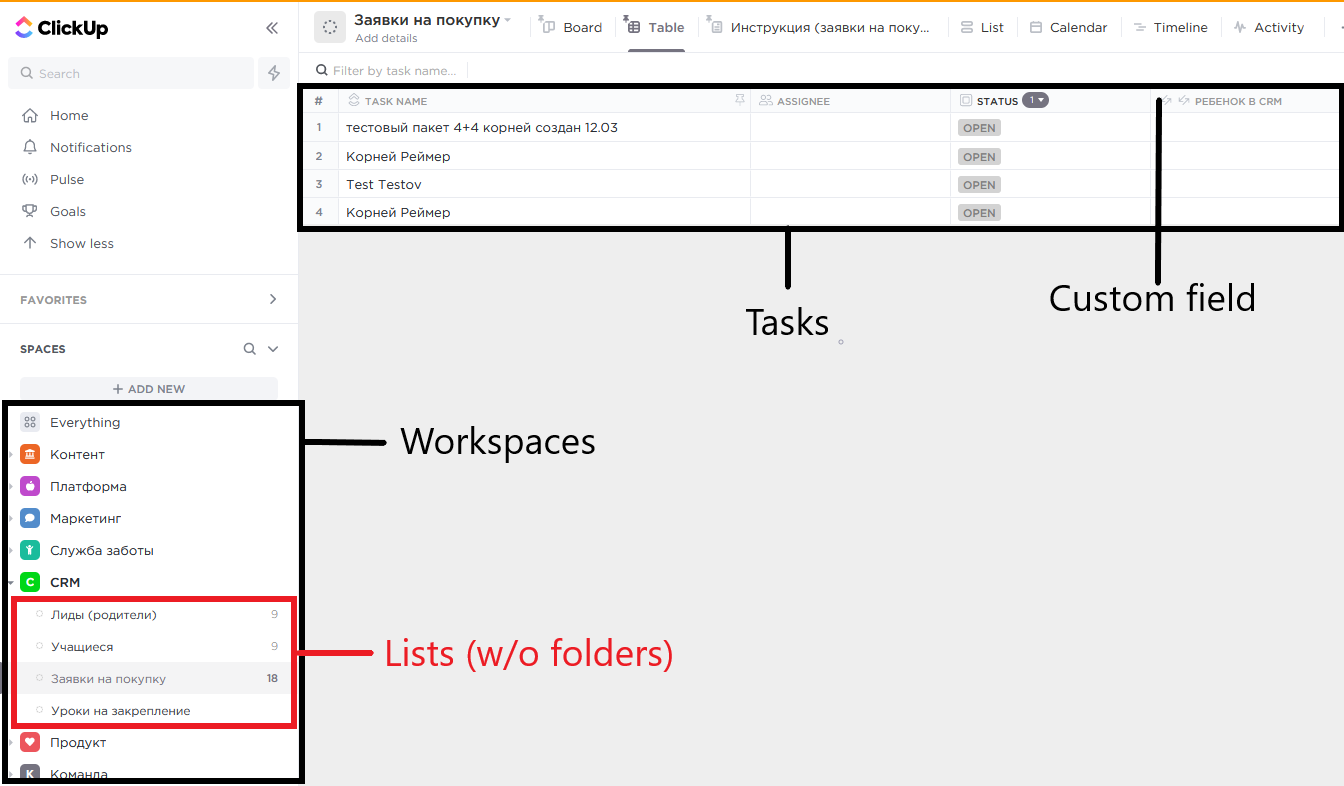 ClickUp
Search
Home
Notifications
Pulse
Goals
Show less
FAVORITES
SPACES
+ ADD NEW
Everything
Контент
Платформа
Маркетинг
Служба заботы
C CRM
Лиды (родители) 9
Учащиеся 9
Заявки на покупку 18
Уроки на закрепление
Продукт
K Команда
Заявки на покупку
Add details
Board
Table
Инструкция (заявки на поку...
List
Calendar
Timeline
Activity
Filter by task name...
# TASK NAME ASSIGNEE STATUS 1 РЕБЕНОК В CRM
1 тестовый пакет 4+4 корней создан 12.03 OPEN
2 Корней Реймер OPEN
3 Test Testov OPEN
4 Корней Реймер OPEN
Tasks
Custom field
Workspaces
Lists (w/o folders)